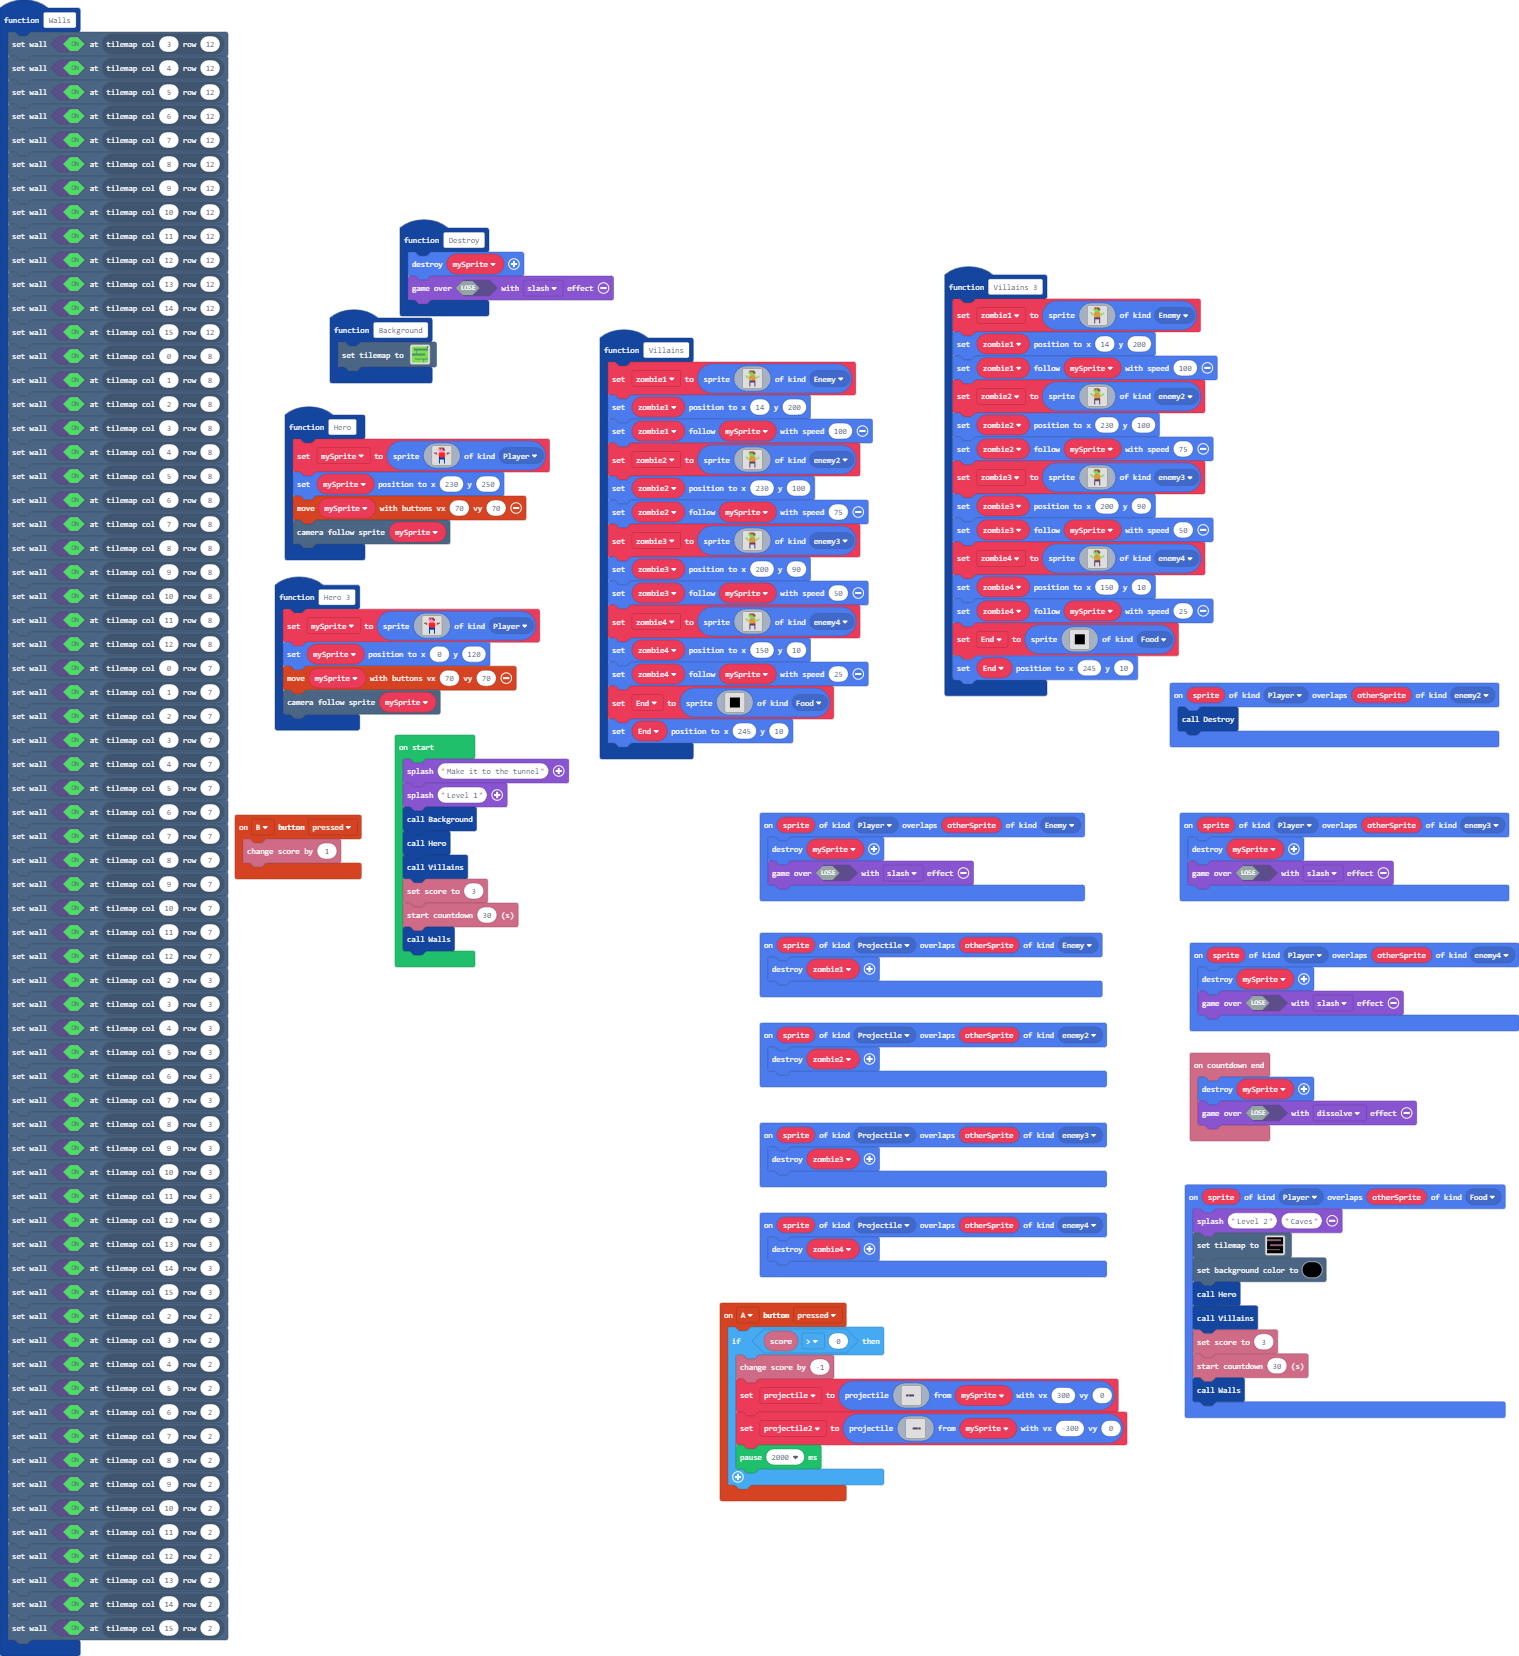 function Walls
set wall ON at tilemap col 3 row 12
set wall ON at tilemap col 4 row 12
set wall ON at tilemap col 5 row 12
set wall ON at tilemap col 6 row 12
set wall ON at tilemap col 7 row 12
set wall ON at tilemap col 8 row 12
set wall ON at tilemap col 9 row 12
set wall ON at tilemap col 10 row 12
set wall ON at tilemap col 11 row 12
set wall ON at tilemap col 12 row 12
set wall ON at tilemap col 13 row 12
set wall ON at tilemap col 14 row 12
set wall ON at tilemap col 15 row 12
set wall ON at tilemap col 0 row 8
set wall ON at tilemap col 1 row 8
set wall ON at tilemap col 2 row 8
set wall ON at tilemap col 3 row 8
set wall ON at tilemap col 4 row 8
set wall ON at tilemap col 5 row 8
set wall ON at tilemap col 6 row 8
set wall ON at tilemap col 7 row 8
set wall ON at tilemap col 8 row 8
set wall ON at tilemap col 9 row 8
set wall ON at tilemap col 10 row 8
set wall ON at tilemap col 11 row 8
set wall ON at tilemap col 12 row 8
set wall ON at tilemap col 0 row 7
set wall ON at tilemap col 1 row 7
set wall ON at tilemap col 2 row 7
set wall ON at tilemap col 3 row 7
set wall ON at tilemap col 4 row 7
set wall ON at tilemap col 5 row 7
set wall ON at tilemap col 6 row 7
set wall ON at tilemap col 7 row 7
set wall ON at tilemap col 8 row 7
set wall ON at tilemap col 9 row 7
set wall ON at tilemap col 10 row 7
set wall ON at tilemap col 11 row 7
set wall ON at tilemap col 12 row 7
set wall ON at tilemap col 2 row 3
set wall ON at tilemap col 3 row 3
set wall ON at tilemap col 4 row 3
set wall ON at tilemap col 5 row 3
set wall ON at tilemap col 6 row 3
set wall ON at tilemap col 7 row 3
set wall ON at tilemap col 8 row 3
set wall ON at tilemap col 9 row 3
set wall ON at tilemap col 10 row 3
set wall ON at tilemap col 11 row 3
set wall ON at tilemap col 12 row 3
set wall ON at tilemap col 13 row 3
set wall ON at tilemap col 14 row 3
set wall ON at tilemap col 15 row 3
set wall ON at tilemap col 2 row 2
set wall ON at tilemap col 3 row 2
set wall ON at tilemap col 4 row 2
set wall ON at tilemap col 5 row 2
set wall ON at tilemap col 6 row 2
set wall ON at tilemap col 7 row 2
set wall ON at tilemap col 8 row 2
set wall ON at tilemap col 9 row 2
set wall ON at tilemap col 10 row 2
set wall ON at tilemap col 11 row 2
set wall ON at tilemap col 12 row 2
set wall ON at tilemap col 13 row 2
set wall ON at tilemap col 14 row 2
set wall ON at tilemap col 15 row 2
function Destroy
destroy mySprite
game over LOSE with slash effect
function Background
set tilemap to
function Hero
set mySprite to sprite of kind Player
set mySprite position to x 230 y 250
move mySprite with buttons vx 70 vy 70
camera follow sprite mySprite
function Hero 3
set mySprite to sprite of kind Player
set mySprite position to x 0 y 120
move mySprite with buttons vx 70 vy 70
camera follow sprite mySprite
on start
splash "Make it to the tunnel"
splash "Level 1"
call Background
call Hero
call Villains
set score to 3
start countdown 30 (s)
call Walls
on B button pressed
change score by 1
function Villains
set zombie1 to sprite of kind Enemy
set zombie1 position to x 14 y 200
set zombie1 follow mySprite with speed 100
set zombie2 to sprite of kind enemy2
set zombie2 position to x 230 y 100
set zombie2 follow mySprite with speed 75
set zombie3 to sprite of kind enemy3
set zombie3 position to x 200 y 90
set zombie3 follow mySprite with speed 50
set zombie4 to sprite of kind enemy4
set zombie4 position to x 150 y 10
set zombie4 follow mySprite with speed 25
set End to sprite of kind Food
set End position to x 245 y 10
function Villains 3
set zombie1 to sprite of kind Enemy
set zombie1 position to x 14 y 200
set zombie1 follow mySprite with speed 100
set zombie2 to sprite of kind enemy2
set zombie2 position to x 230 y 100
set zombie2 follow mySprite with speed 75
set zombie3 to sprite of kind enemy3
set zombie3 position to x 200 y 90
set zombie3 follow mySprite with speed 50
set zombie4 to sprite of kind enemy4
set zombie4 position to x 150 y 10
set zombie4 follow mySprite with speed 25
set End to sprite of kind Food
set End position to x 245 y 10
on sprite of kind Player overlaps otherSprite of kind enemy2
call Destroy
on sprite of kind Player overlaps otherSprite of kind Enemy
destroy mySprite
game over LOSE with slash effect
on sprite of kind Player overlaps otherSprite of kind enemy3
destroy mySprite
game over LOSE with slash effect
on sprite of kind Projectile overlaps otherSprite of kind Enemy
destroy zombie1
on sprite of kind Player overlaps otherSprite of kind enemy4
destroy mySprite
game over LOSE with slash effect
on sprite of kind Projectile overlaps otherSprite of kind enemy2
destroy zombie2
on countdown end
destroy mySprite
game over LOSE with dissolve effect
on sprite of kind Projectile overlaps otherSprite of kind enemy3
destroy zombie3
on sprite of kind Projectile overlaps otherSprite of kind enemy4
destroy zombie4
on sprite of kind Player overlaps otherSprite of kind Food
splash "Level 2" "Caves"
set tilemap to
set background color to
call Hero
call Villains
set score to 3
start countdown 30 (s)
call Walls
on A button pressed
if score > 0 then
change score by -1
set projectile to projectile from mySprite with vx 300 vy 0
set projectile2 to projectile from mySprite with vx -300 vy 0
pause 2000 ms